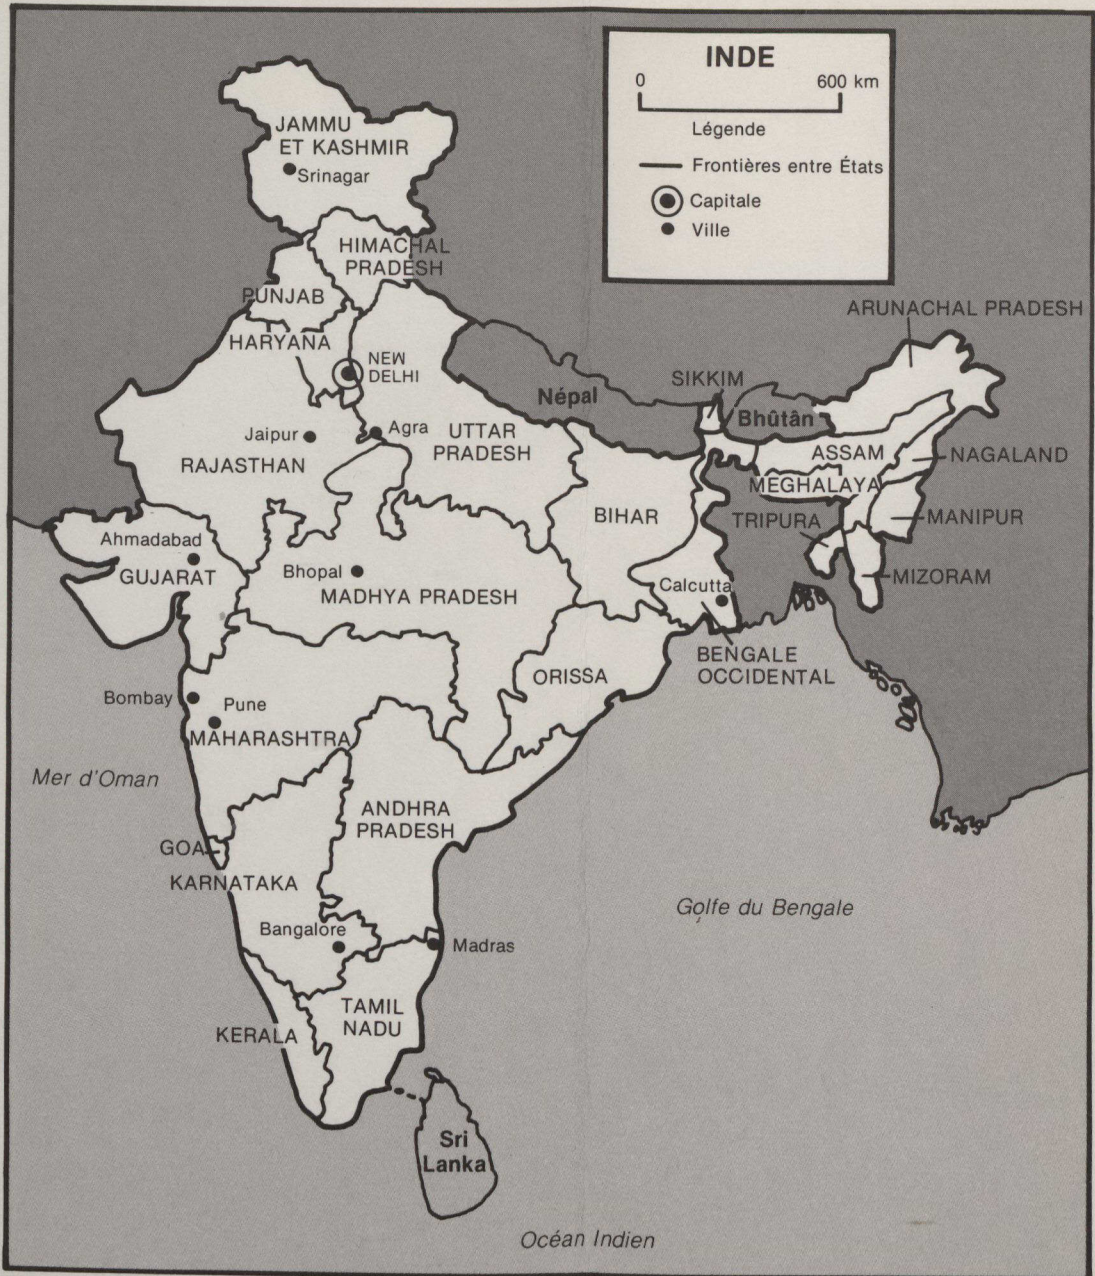 INDE
0 600 km
Légende
Frontières entre États
Capitale
Ville
JAMMU
ET KASHMIR
Srinagar
HIMACHAL
PRADESH
PUNJAB
HARYANA
NEW
DELHI
ARUNACHAL PRADESH
SIKKIM
Népal
Bhûtân
Jaipur
Agra
UTTAR
PRADESH
RAJASTHAN
ASSAM
NAGALAND
MEGHALAYA
BIHAR
TRIPURA
MANIPUR
Ahmadabad
GUJARAT
Bhopal
MADHYA PRADESH
Calcutta
MIZORAM
BENGALE
OCCIDENTAL
ORISSA
Bombay
Pune
MAHARASHTRA
Mer d'Oman
ANDHRA
PRADESH
GOA
KARNATAKA
Golfe du Bengale
Bangalore
Madras
TAMIL
NADU
KERALA
Sri
Lanka
Océan Indien